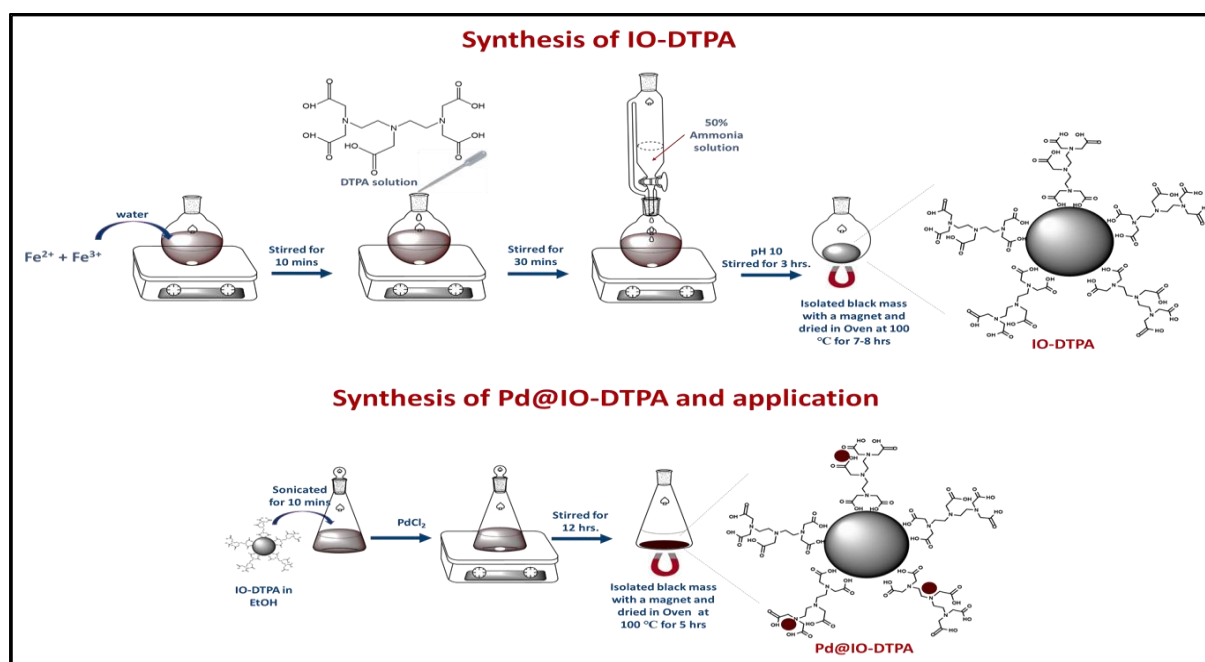 Synthesis of IO-DTPA
DTPA solution
50%
Ammonia
solution
water
Fe²⁺ + Fe³⁺
Stirred for
10 mins
Stirred for
30 mins
pH 10
Stirred for 3 hrs.
Isolated black mass
with a magnet and
dried in Oven at 100
°C for 7-8 hrs
IO-DTPA
Synthesis of Pd@IO-DTPA and application
Sonicated
for 10 mins
IO-DTPA in
EtOH
PdCl₂
Stirred for
12 hrs.
Isolated black mass
with a magnet and
dried in Oven at
100 °C for 5 hrs
Pd@IO-DTPA